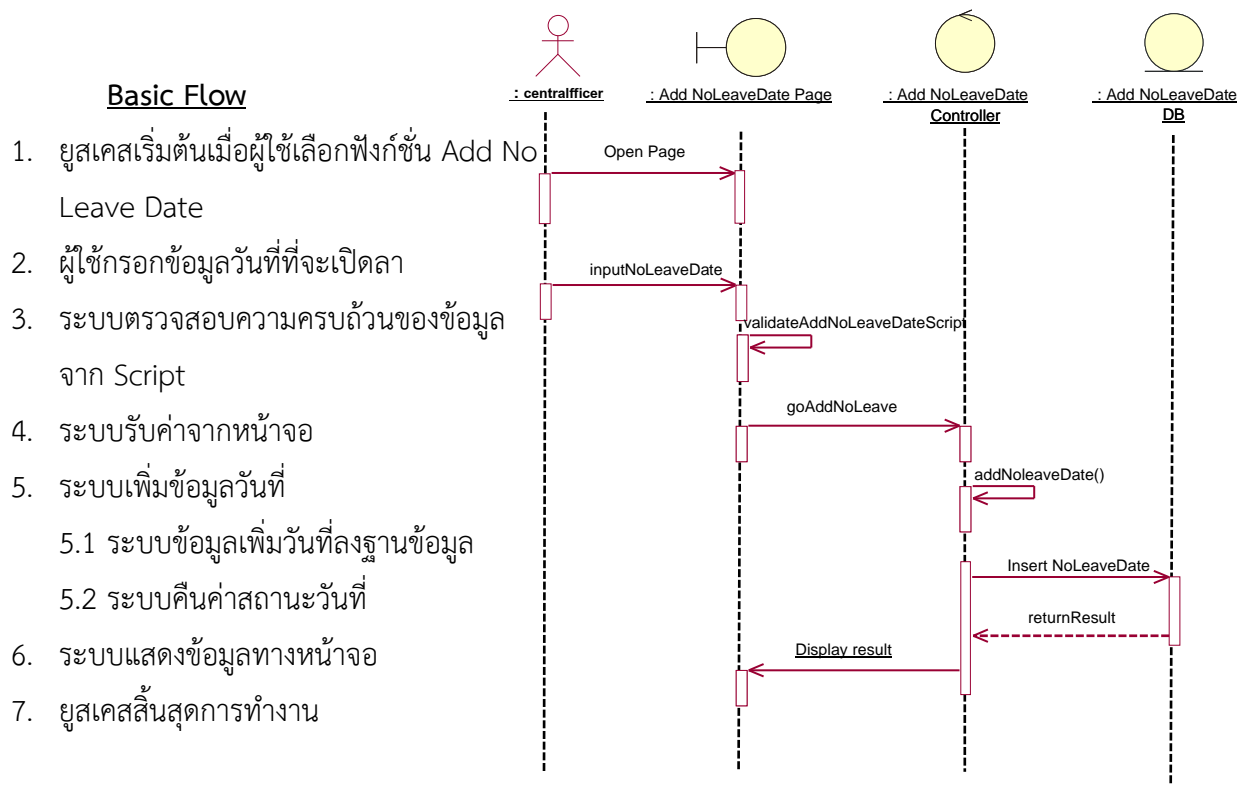 Basic Flow
1. ยูสเคสเริ่มต้นเมื่อผู้ใช้เลือกฟังก์ชั่น Add No
Leave Date
2. ผู้ใช้กรอกข้อมูลวันที่ที่จะเปิดลา
3. ระบบตรวจสอบความครบถ้วนของข้อมูล
จาก Script
4. ระบบรับค่าจากหน้าจอ
5. ระบบเพิ่มข้อมูลวันที่
5.1 ระบบข้อมูลเพิ่มวันที่ลงฐานข้อมูล
5.2 ระบบคืนค่าสถานะวันที่
6. ระบบแสดงข้อมูลทางหน้าจอ
7. ยูสเคสสิ้นสุดการทำงาน
: centralfficer
: Add NoLeaveDate Page
: Add NoLeaveDate
Controller
: Add NoLeaveDate
DB
Open Page
inputNoLeaveDate
validateAddNoLeaveDateScript
goAddNoLeave
addNoleaveDate()
Insert NoLeaveDate
returnResult
Display result